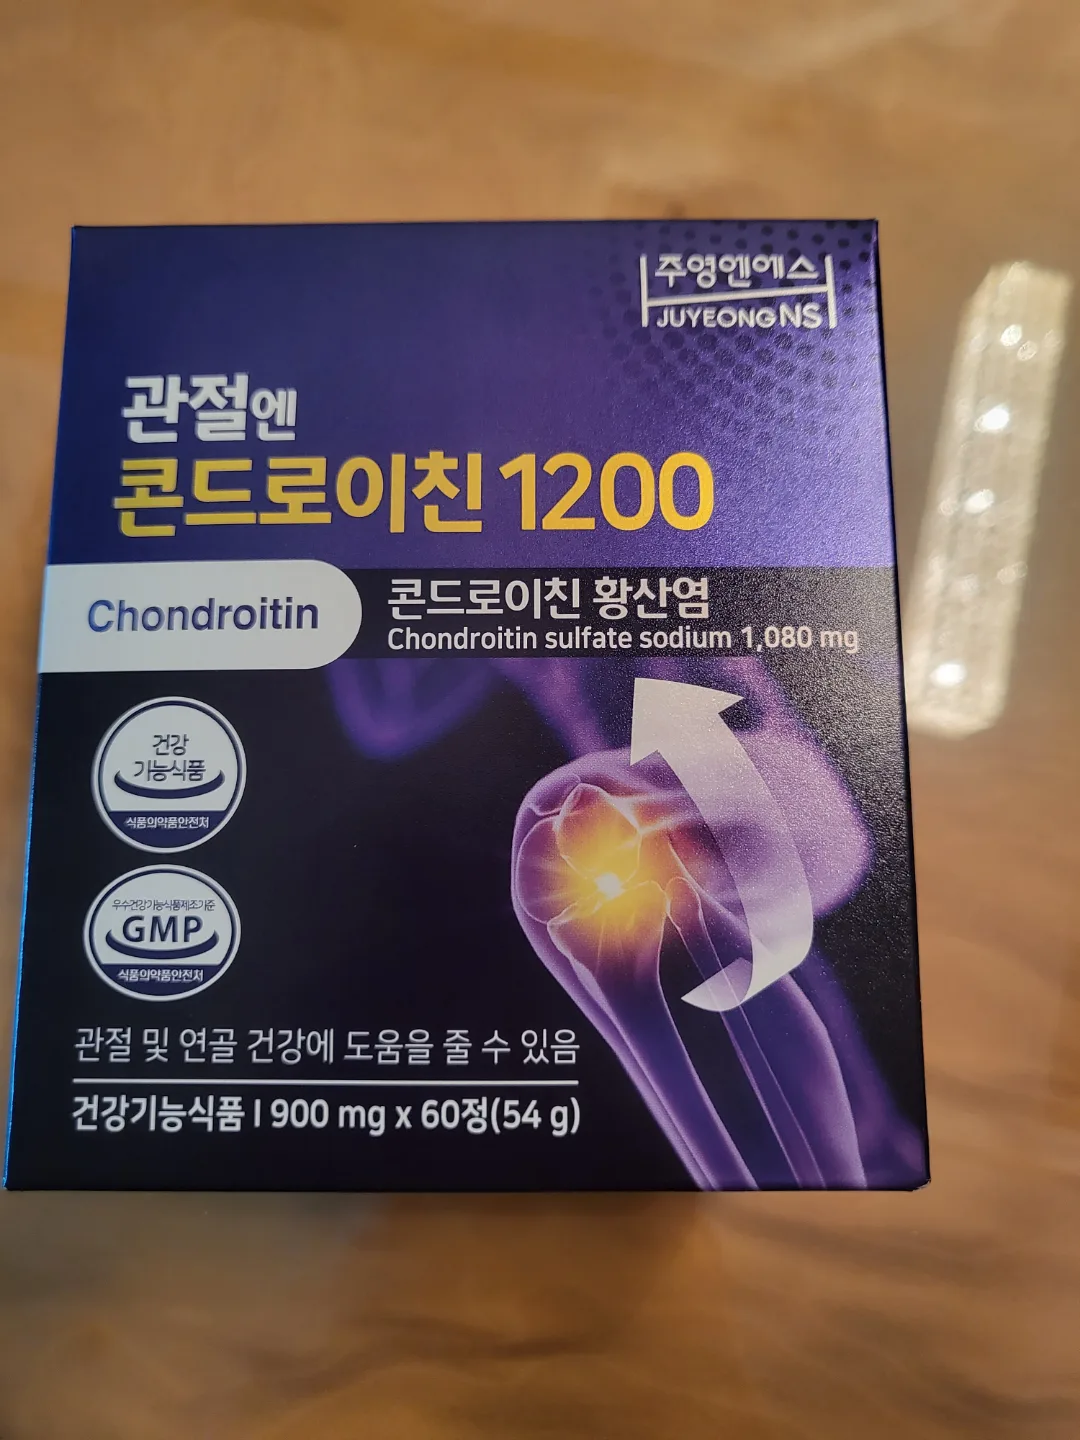 주영엔에스
JUYEONG NS
관절엔
콘드로이친 1200
Chondroitin
콘드로이친 황산염
Chondroitin sulfate sodium 1,080 mg
건강
기능식품
식품의약품안전처
우수건강기능식품제조기준
GMP
식품의약품안전처
관절 및 연골 건강에 도움을 줄 수 있음
건강기능식품 I 900 mg x 60정(54 g)